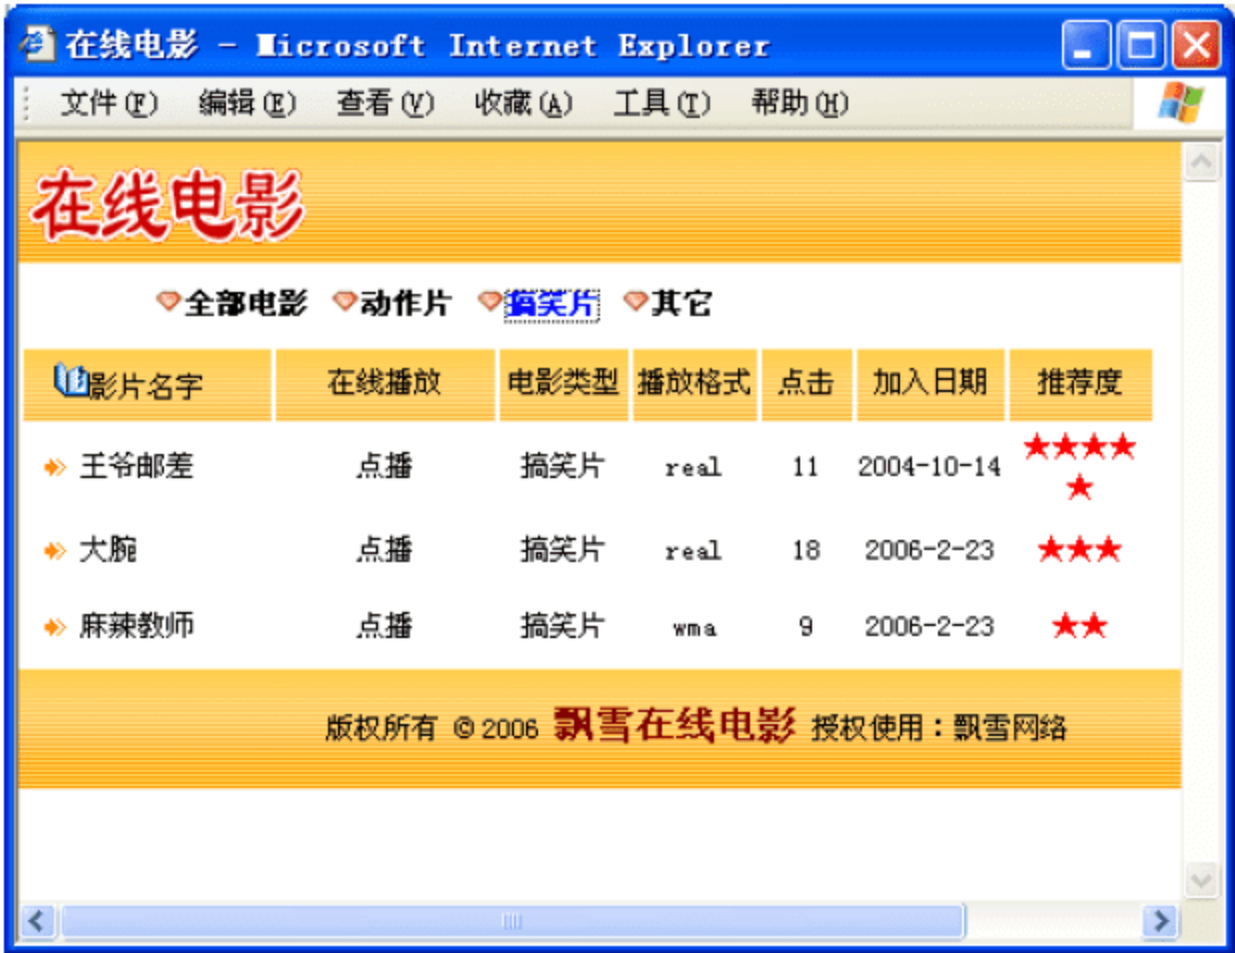 在线电影 - Microsoft Internet Explorer
文件(F) 编辑(E) 查看(V) 收藏(A) 工具(T) 帮助(H)
在线电影
全部电影 动作片 搞笑片 其它
影片名字 在线播放 电影类型 播放格式 点击 加入日期 推荐度
王爷邮差 点播 搞笑片 real 11 2004-10-14 ★★★★
★
大腕 点播 搞笑片 real 18 2006-2-23 ★★★
麻辣教师 点播 搞笑片 wma 9 2006-2-23 ★★
版权所有 ©2006 飘雪在线电影 授权使用：飘雪网络